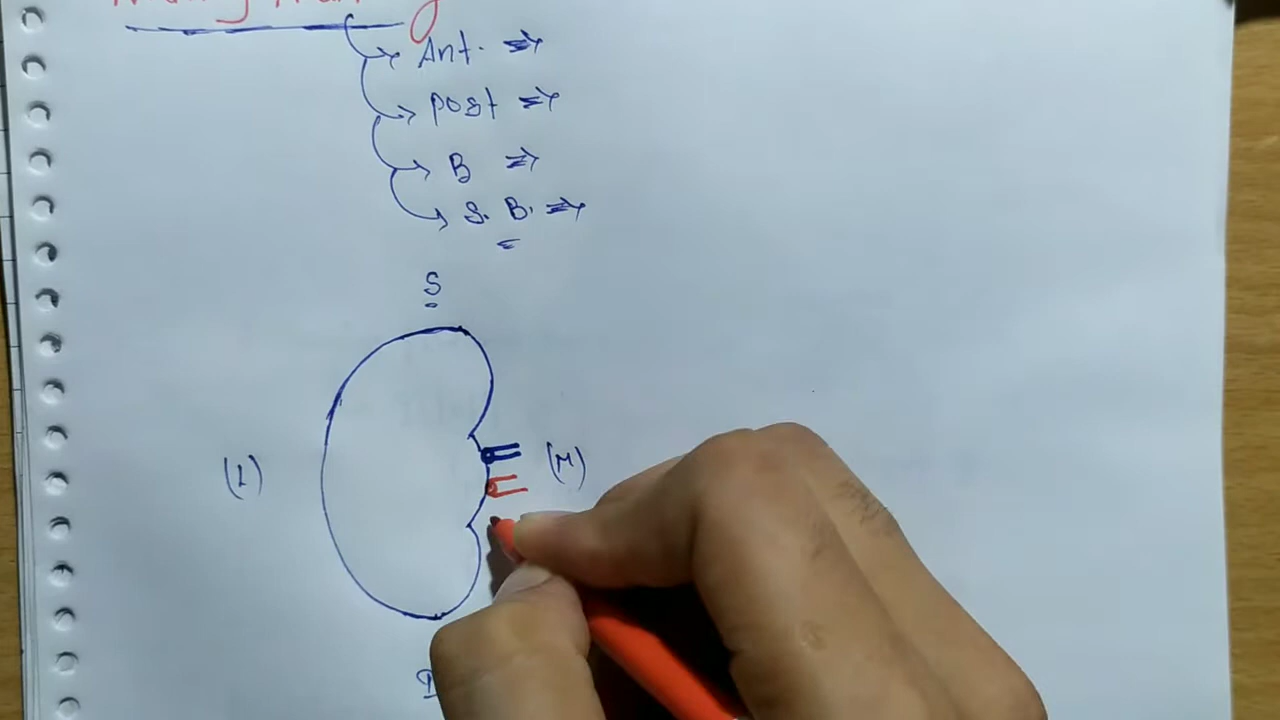 Ant. ⇒
Post ⇒
B ⇒
S. B. ⇒
S
(L) (M)